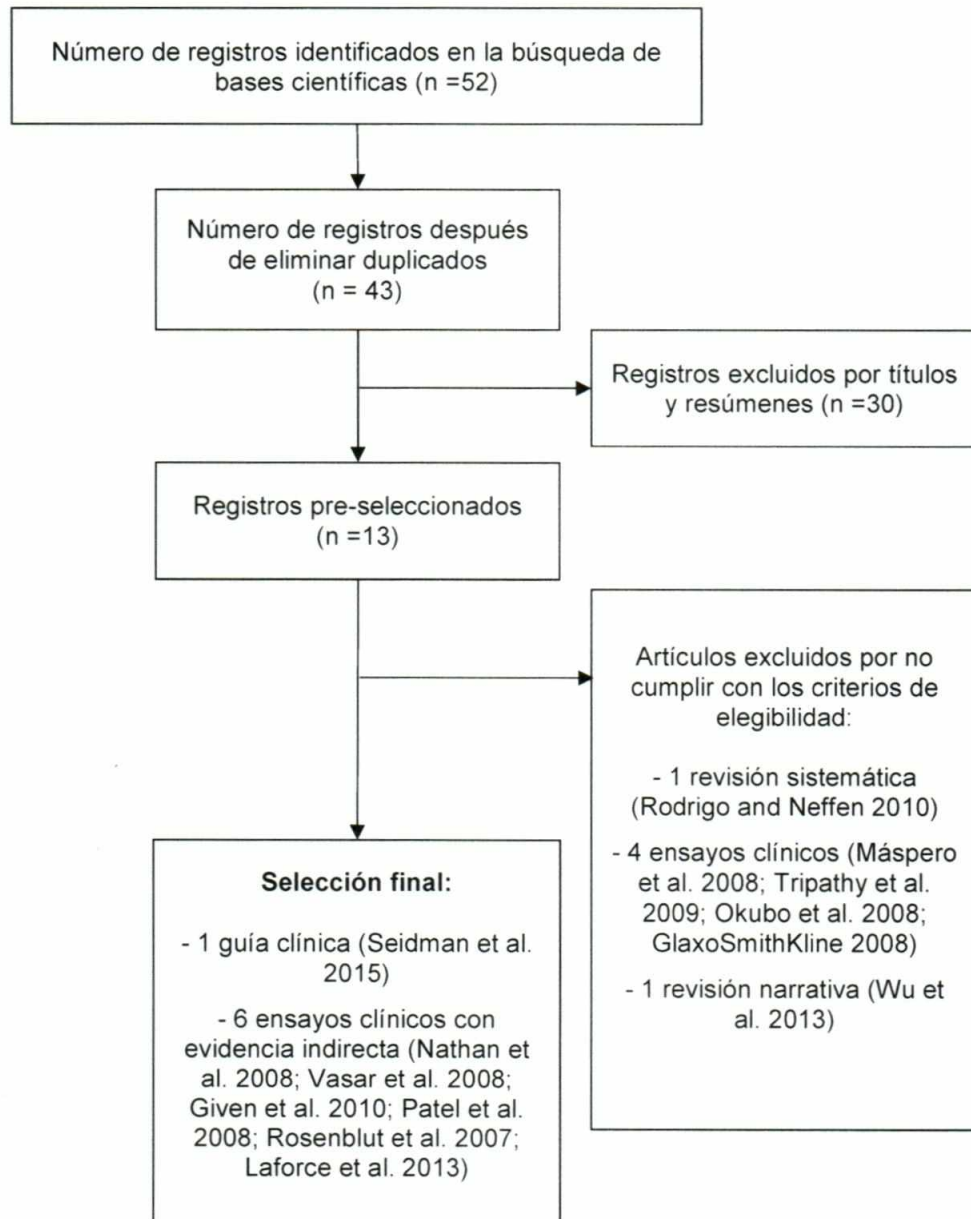 Número de registros identificados en la búsqueda de
bases científicas (n =52)
Número de registros después
de eliminar duplicados
(n = 43)
Registros excluidos por títulos
y resúmenes (n =30)
Registros pre-seleccionados
(n =13)
Artículos excluidos por no
cumplir con los criterios de
elegibilidad:
- 1 revisión sistemática
(Rodrigo and Neffen 2010)
- 4 ensayos clínicos (Máspero
et al. 2008; Tripathy et al.
2009; Okubo et al. 2008;
GlaxoSmithKline 2008)
- 1 revisión narrativa (Wu et
al. 2013)
Selección final:
- 1 guía clínica (Seidman et al.
2015)
- 6 ensayos clínicos con
evidencia indirecta (Nathan et
al. 2008; Vasar et al. 2008;
Given et al. 2010; Patel et al.
2008; Rosenblut et al. 2007;
Laforce et al. 2013)